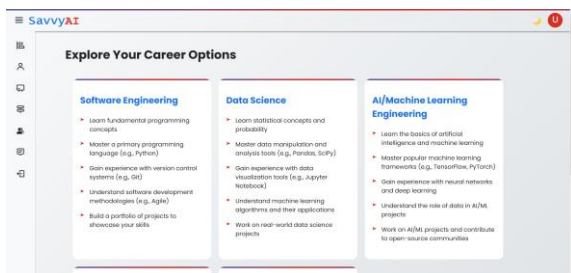 SavvyAI
U
Explore Your Career Options
Software Engineering
Learn fundamental programming
concepts
Master a primary programming
language (e.g., Python)
Gain experience with version control
systems (e.g., Git)
Understand software development
methodologies (e.g., Agile)
Build a portfolio of projects to
showcase your skills
Data Science
Learn statistical concepts and
probability
Master data manipulation and
analysis tools (e.g., Pandas, SciPy)
Gain experience with data
visualization tools (e.g., Jupyter
Notebook)
Understand machine learning
algorithms and their applications
Work on real-world data science
projects
AI/Machine Learning
Engineering
Learn the basics of artificial
intelligence and machine learning
Master popular machine learning
frameworks (e.g., TensorFlow, PyTorch)
Gain experience with neural networks
and deep learning
Understand the role of data in AI/ML
projects
Work on AI/ML projects and contribute
to open-source communities